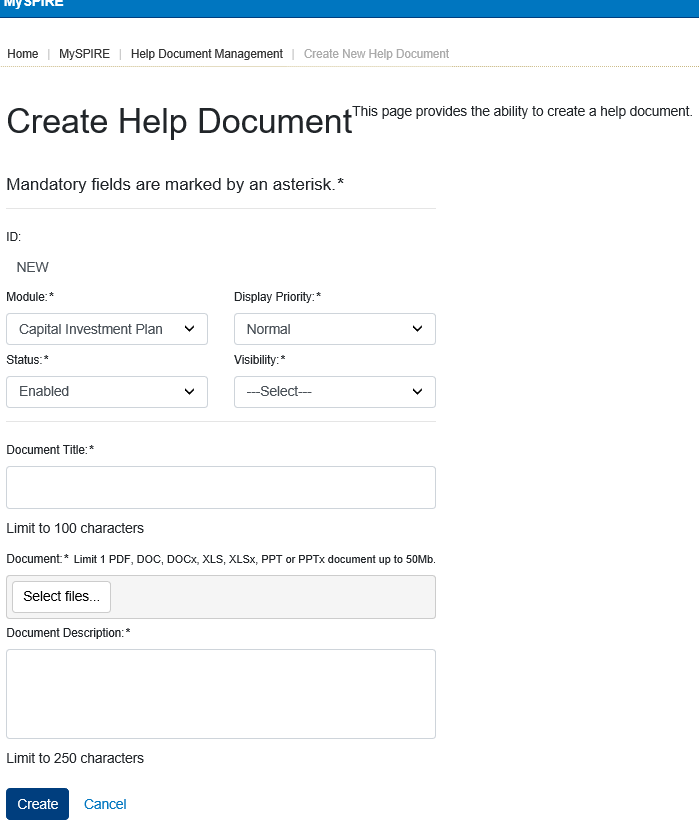 MySPIRE
Home | MySPIRE | Help Document Management | Create New Help Document
Create Help Document This page provides the ability to create a help document.
Mandatory fields are marked by an asterisk.*
ID:
NEW
Module:* Display Priority:*
Capital Investment Plan Normal
Status:* Visibility:*
Enabled ---Select---
Document Title:*
Limit to 100 characters
Document:* Limit 1 PDF, DOC, DOCx, XLS, XLSx, PPT or PPTx document up to 50Mb.
Select files...
Document Description:*
Limit to 250 characters
Create Cancel